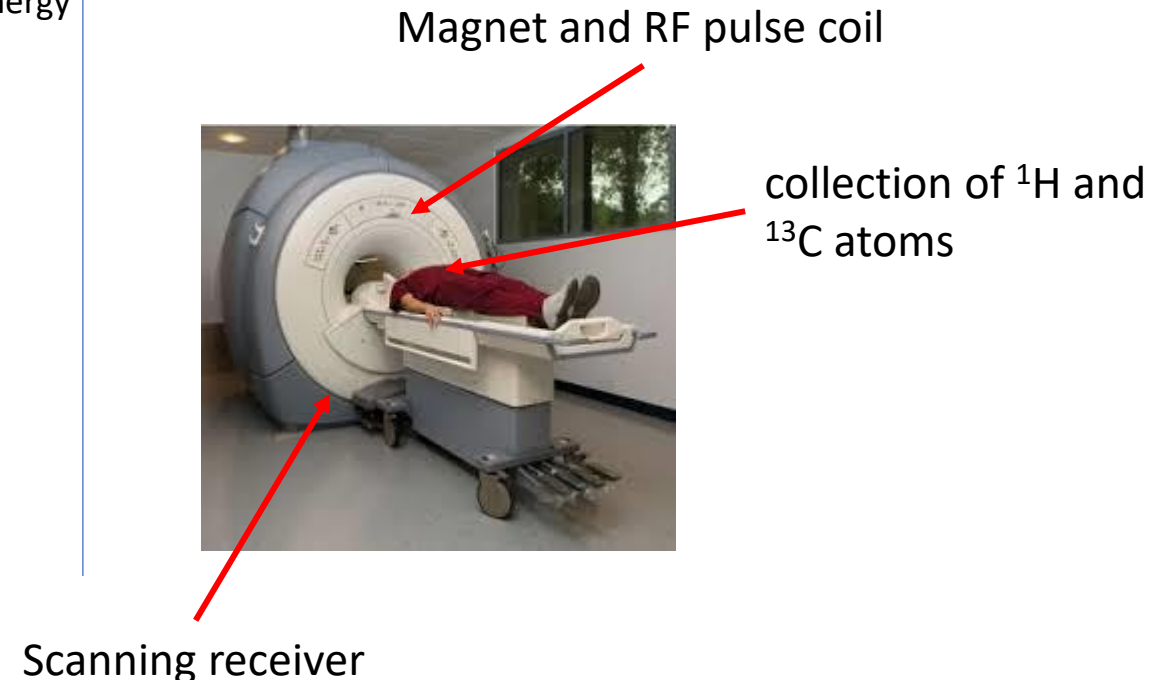 Magnet and RF pulse coil
collection of ¹H and
¹³C atoms
Scanning receiver